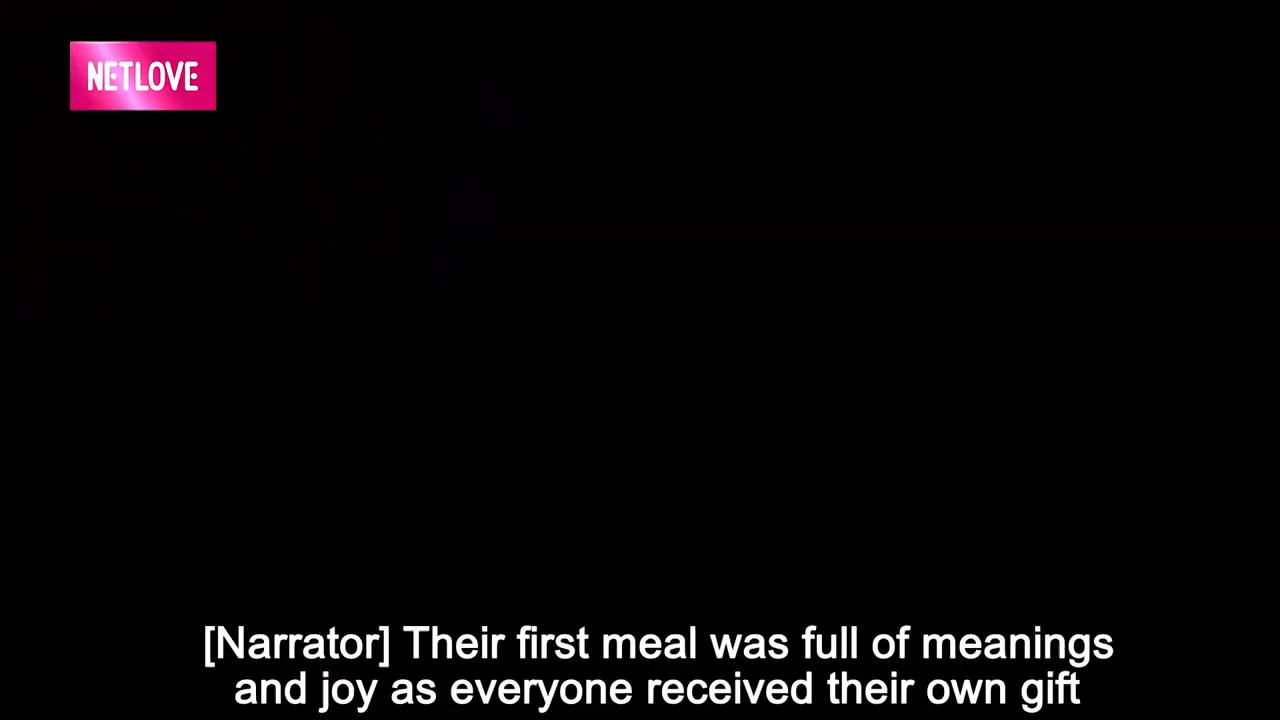 NETLOVE
[Narrator] Their first meal was full of meanings
and joy as everyone received their own gift